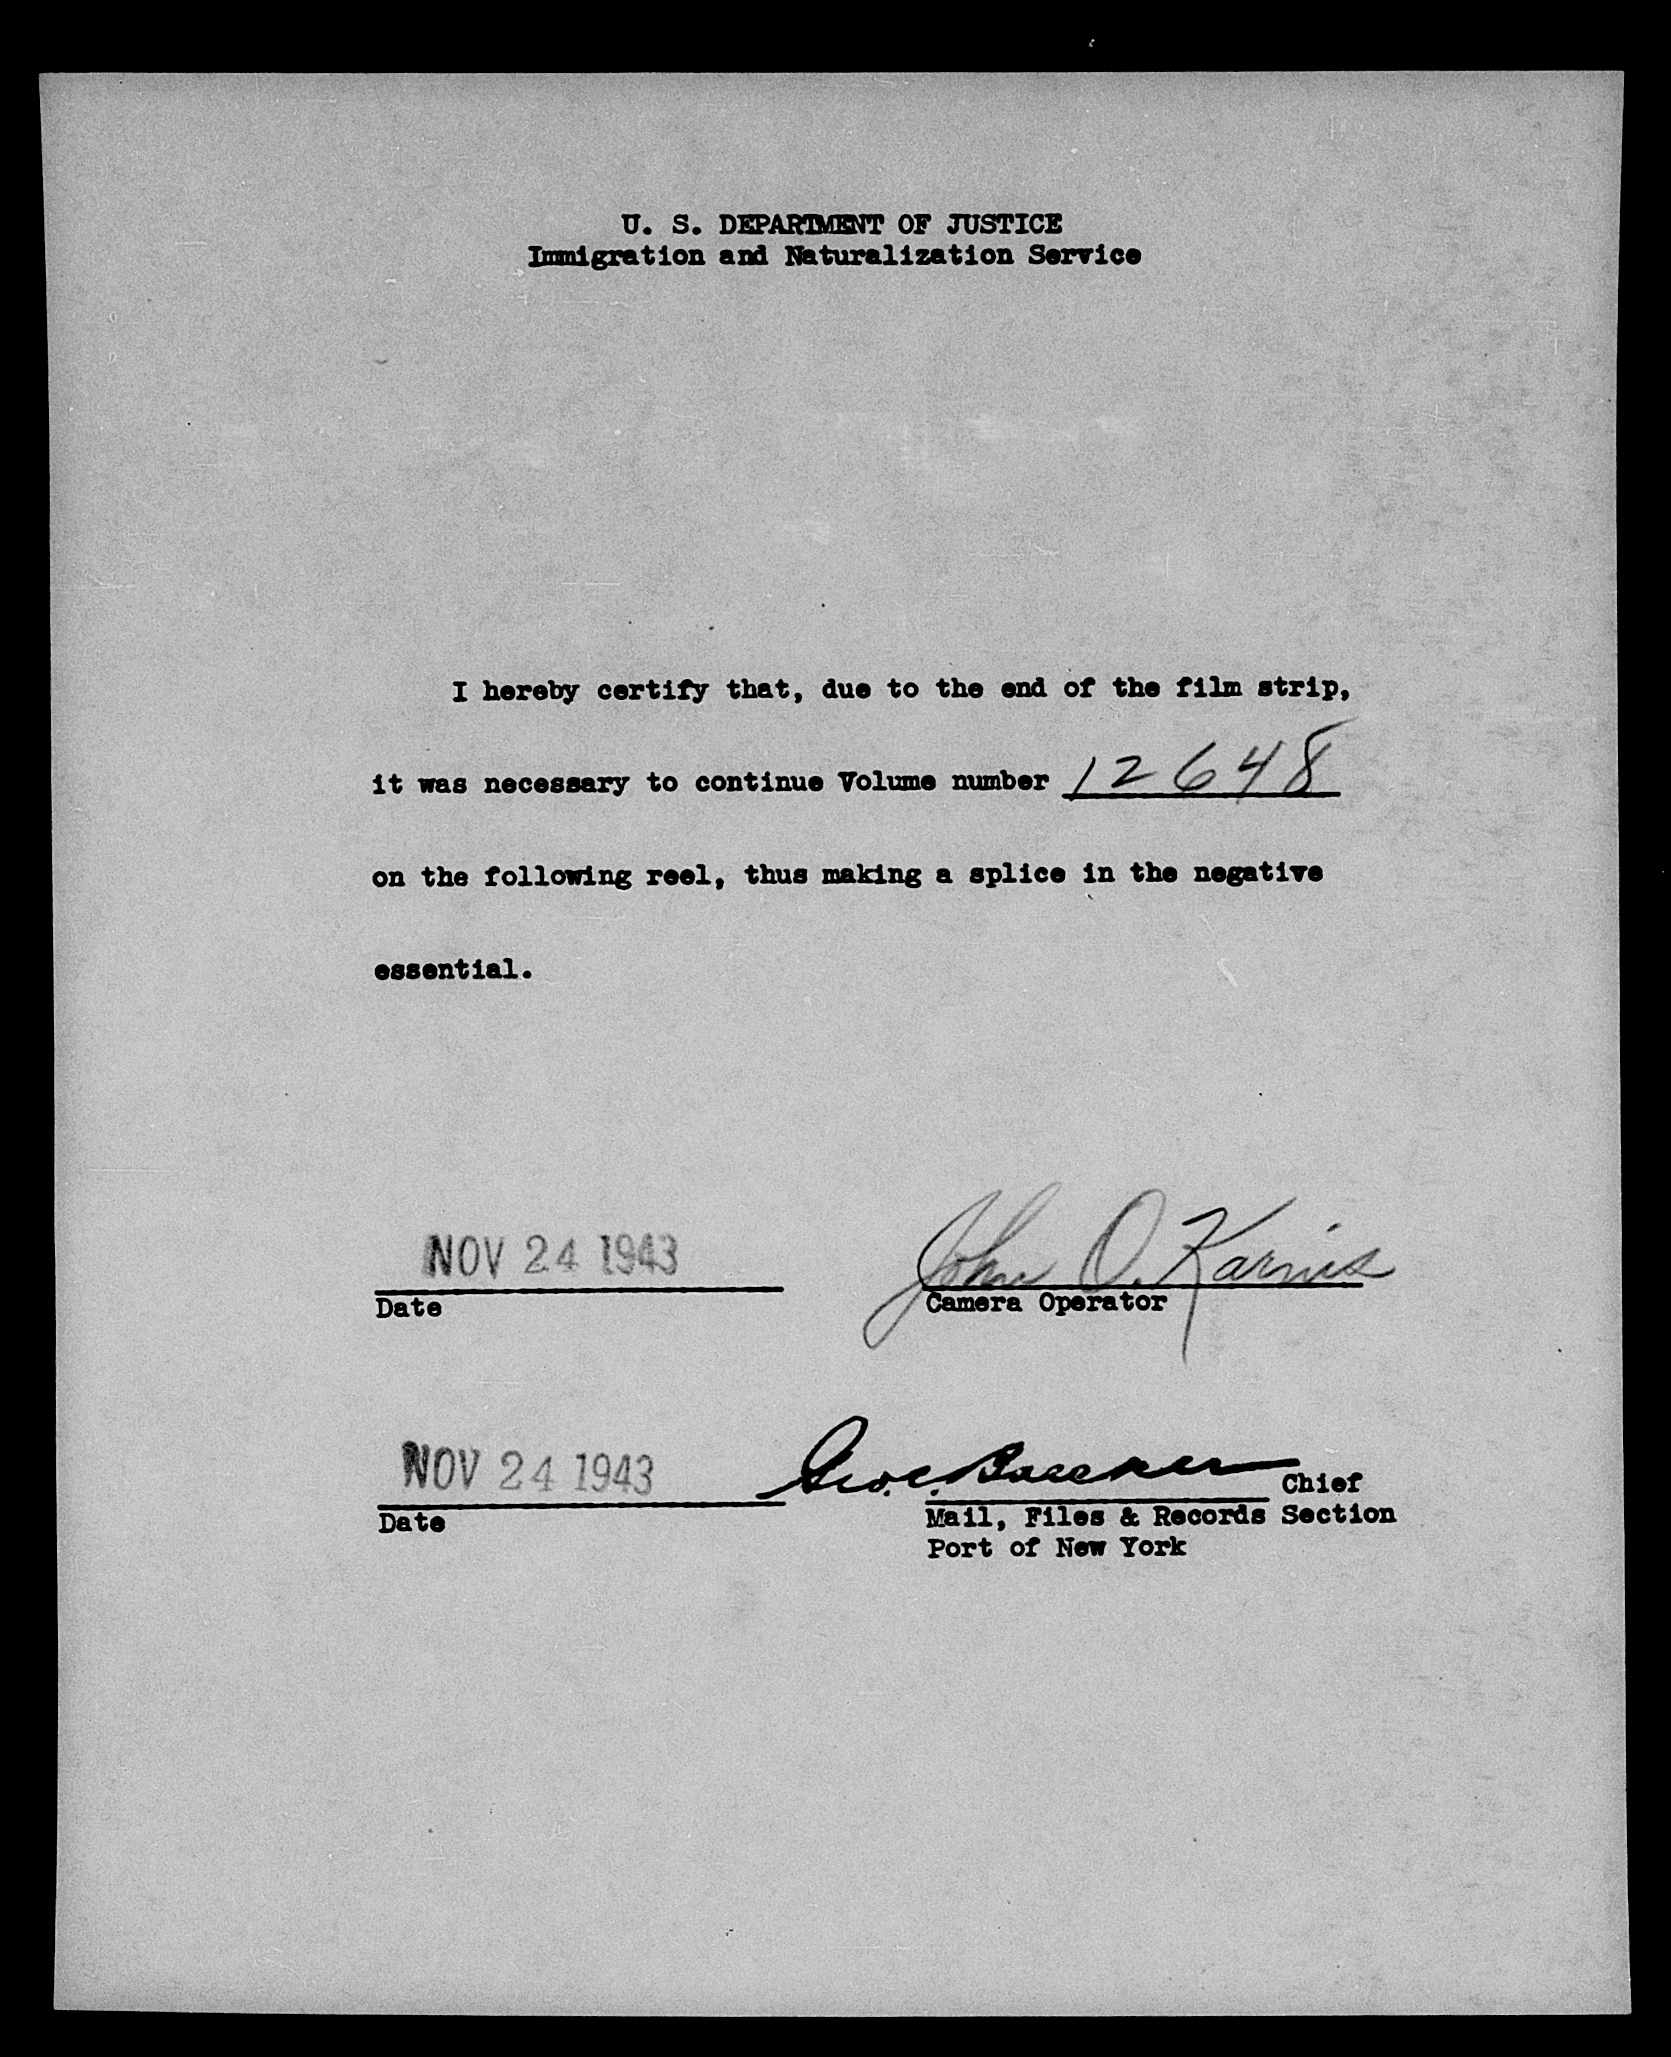 U. S. DEPARTMENT OF JUSTICE
Immigration and Naturalization Service
I hereby certify that, due to the end of the film strip,
it was necessary to continue Volume number 12648
on the following reel, thus making a splice in the negative
essential.
NOV 24 1943 John O. Karnis
Date Camera Operator
NOV 24 1943 Geo. C. Chief
Date Mail, Files & Records Section
Port of New York